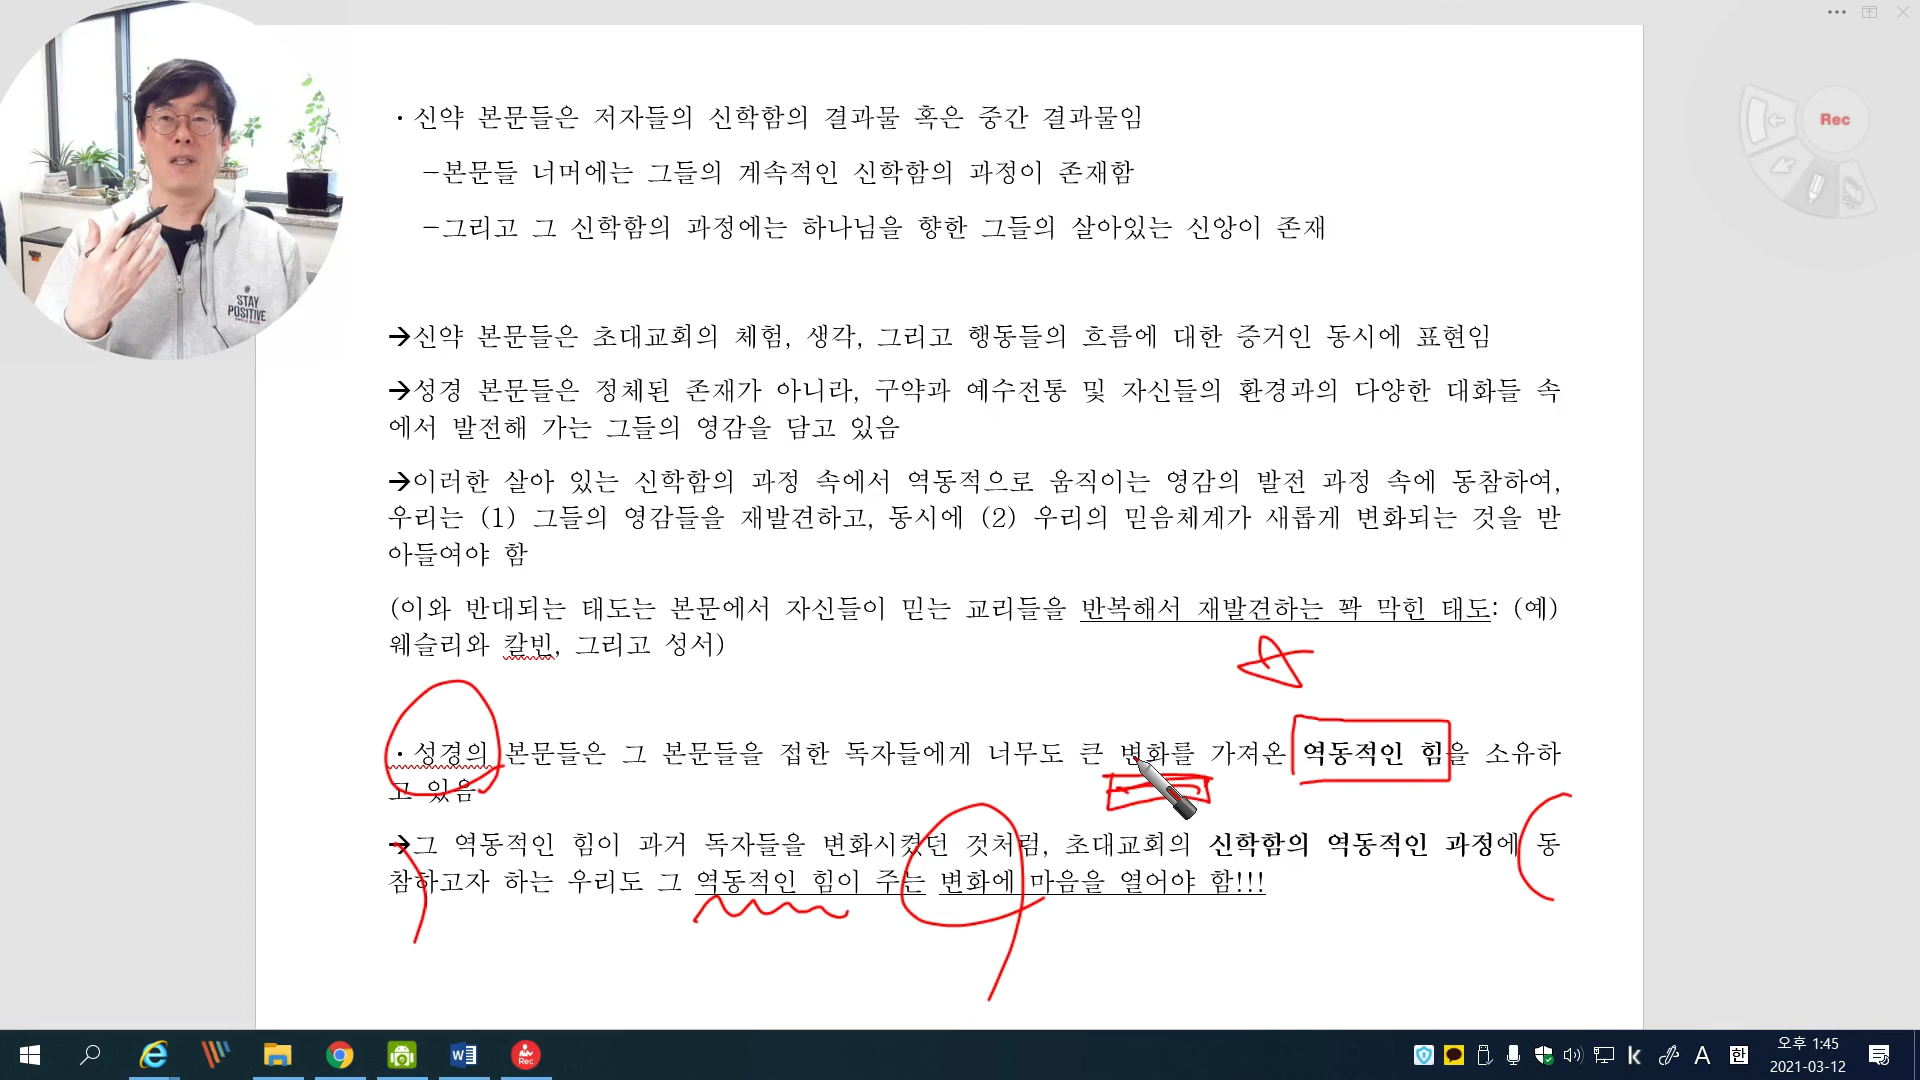 · 신약 본문들은 저자들의 신학함의 결과물 혹은 중간 결과물임
-본문들 너머에는 그들의 계속적인 신학함의 과정이 존재함
-그리고 그 신학함의 과정에는 하나님을 향한 그들의 살아있는 신앙이 존재
→신약 본문들은 초대교회의 체험, 생각, 그리고 행동들의 흐름에 대한 증거인 동시에 표현임
→성경 본문들은 정체된 존재가 아니라, 구약과 예수전통 및 자신들의 환경과의 다양한 대화들 속
에서 발전해 가는 그들의 영감을 담고 있음
→이러한 살아 있는 신학함의 과정 속에서 역동적으로 움직이는 영감의 발전 과정 속에 동참하여,
우리는 (1) 그들의 영감들을 재발견하고, 동시에 (2) 우리의 믿음체계가 새롭게 변화되는 것을 받
아들여야 함
(이와 반대되는 태도는 본문에서 자신들이 믿는 교리들을 반복해서 재발견하는 꽉 막힌 태도: (예)
웨슬리와 칼빈, 그리고 성서)
· 성경의 본문들은 그 본문들을 접한 독자들에게 너무도 큰 변화를 가져온 역동적인 힘을 소유하
고 있음
→그 역동적인 힘이 과거 독자들을 변화시켰던 것처럼, 초대교회의 신학함의 역동적인 과정에 동
참하고자 하는 우리도 그 역동적인 힘이 주는 변화에 마음을 열어야 함!!!
#
STAY
POSITIVE
Rec
Rec
A
한
오후 1:45
2021-03-12